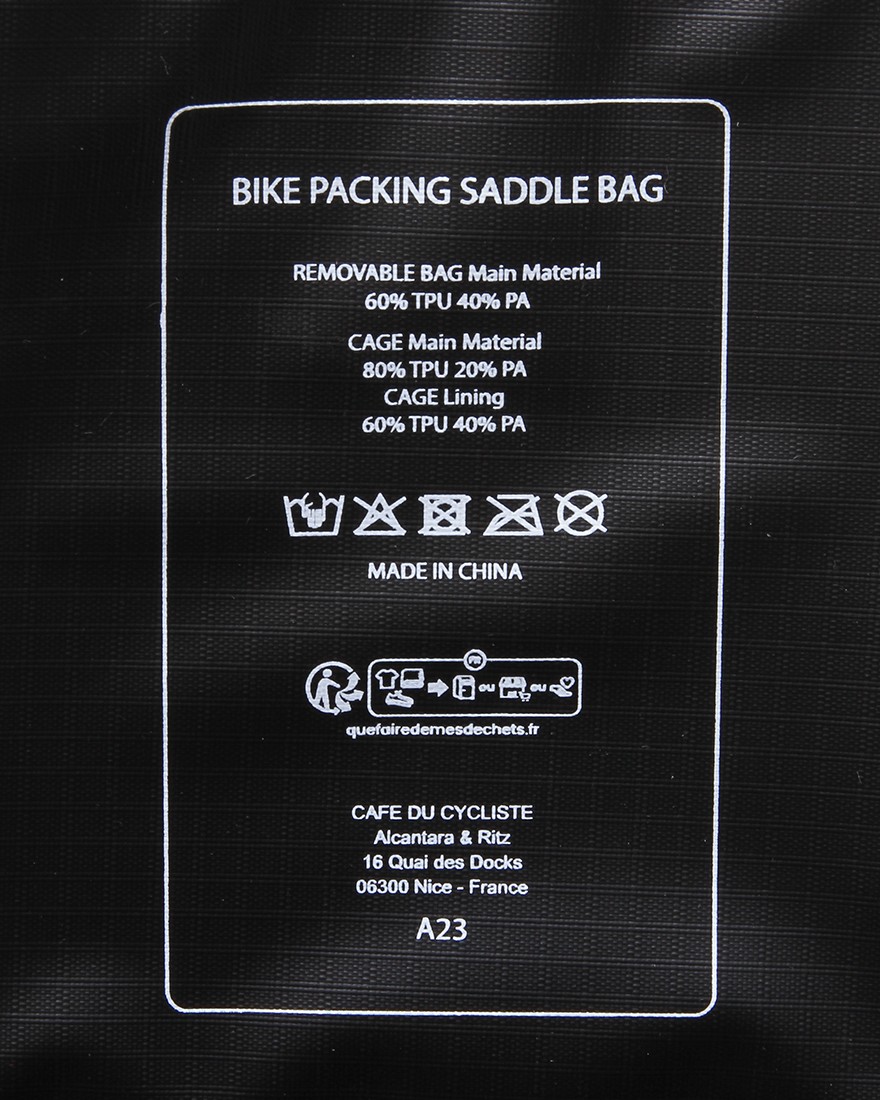 BIKE PACKING SADDLE BAG
REMOVABLE BAG Main Material
60% TPU 40% PA
CAGE Main Material
80% TPU 20% PA
CAGE Lining
60% TPU 40% PA
MADE IN CHINA
FR
ou ou
quefairedemesdechets.fr
CAFE DU CYCLISTE
Alcantara & Ritz
16 Quai des Docks
06300 Nice - France
A23